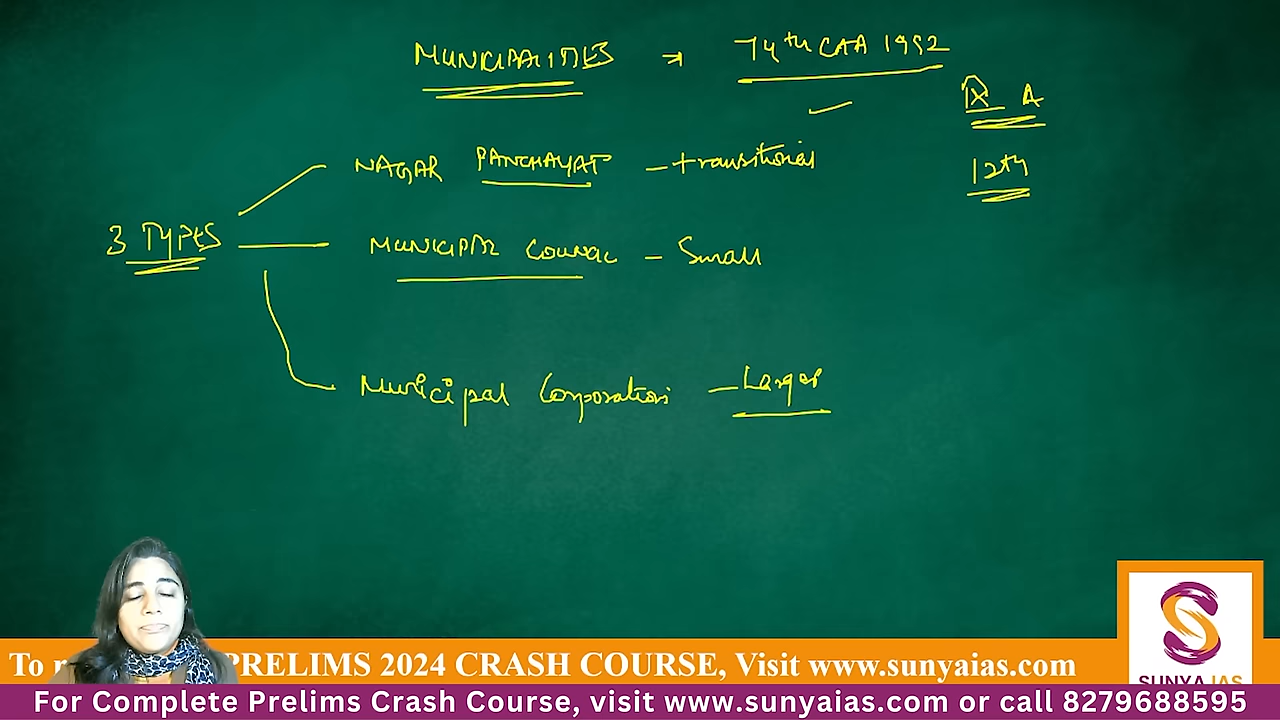 MUNICIPALITIES → 74th CAA 1992
IX A
NAGAR PANCHAYAT - transitional
12th
3 TYPES
MUNICIPAL COUNCIL - Small
Municipal Corporation - Larger
To r PRELIMS 2024 CRASH COURSE, Visit www.sunyaias.com
SUNYA IAS
For Complete Prelims Crash Course, visit www.sunyaias.com or call 8279688595